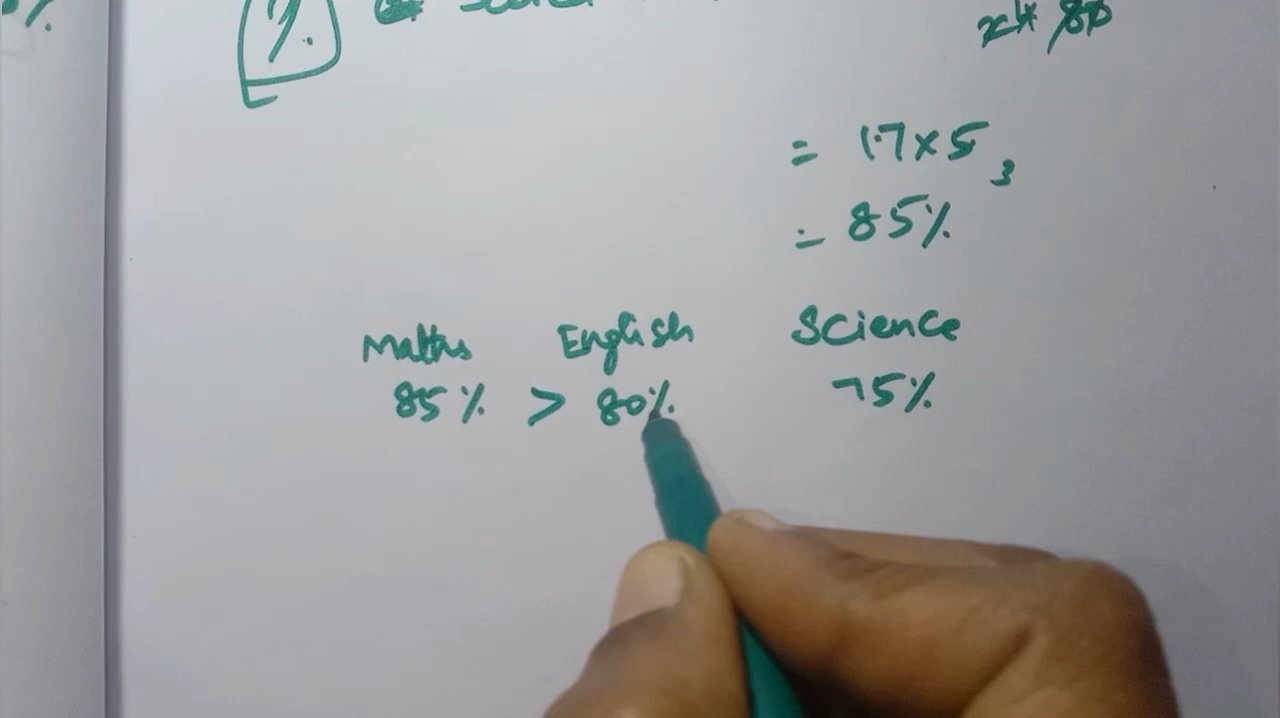 %.
= 17×5
= 85%
Maths English Science
85% > 80% 75%